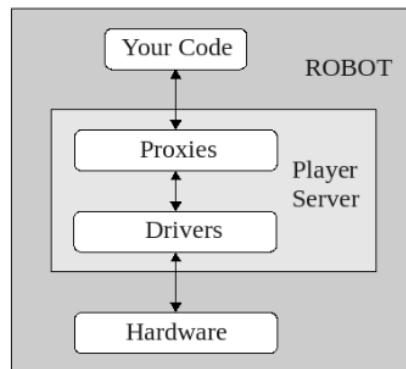 Your Code
ROBOT
Proxies
Player
Server
Drivers
Hardware